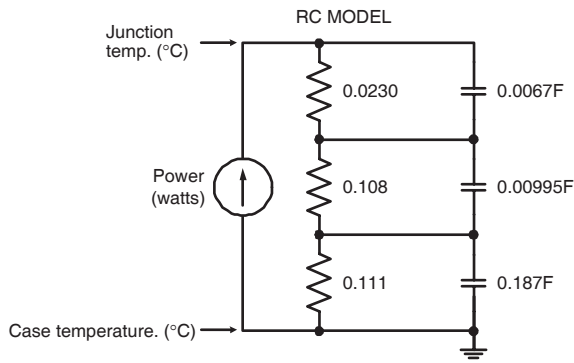 RC MODEL
Junction
temp. (°C)
0.0230
0.0067F
Power
(watts)
0.108
0.00995F
0.111
0.187F
Case temperature. (°C)